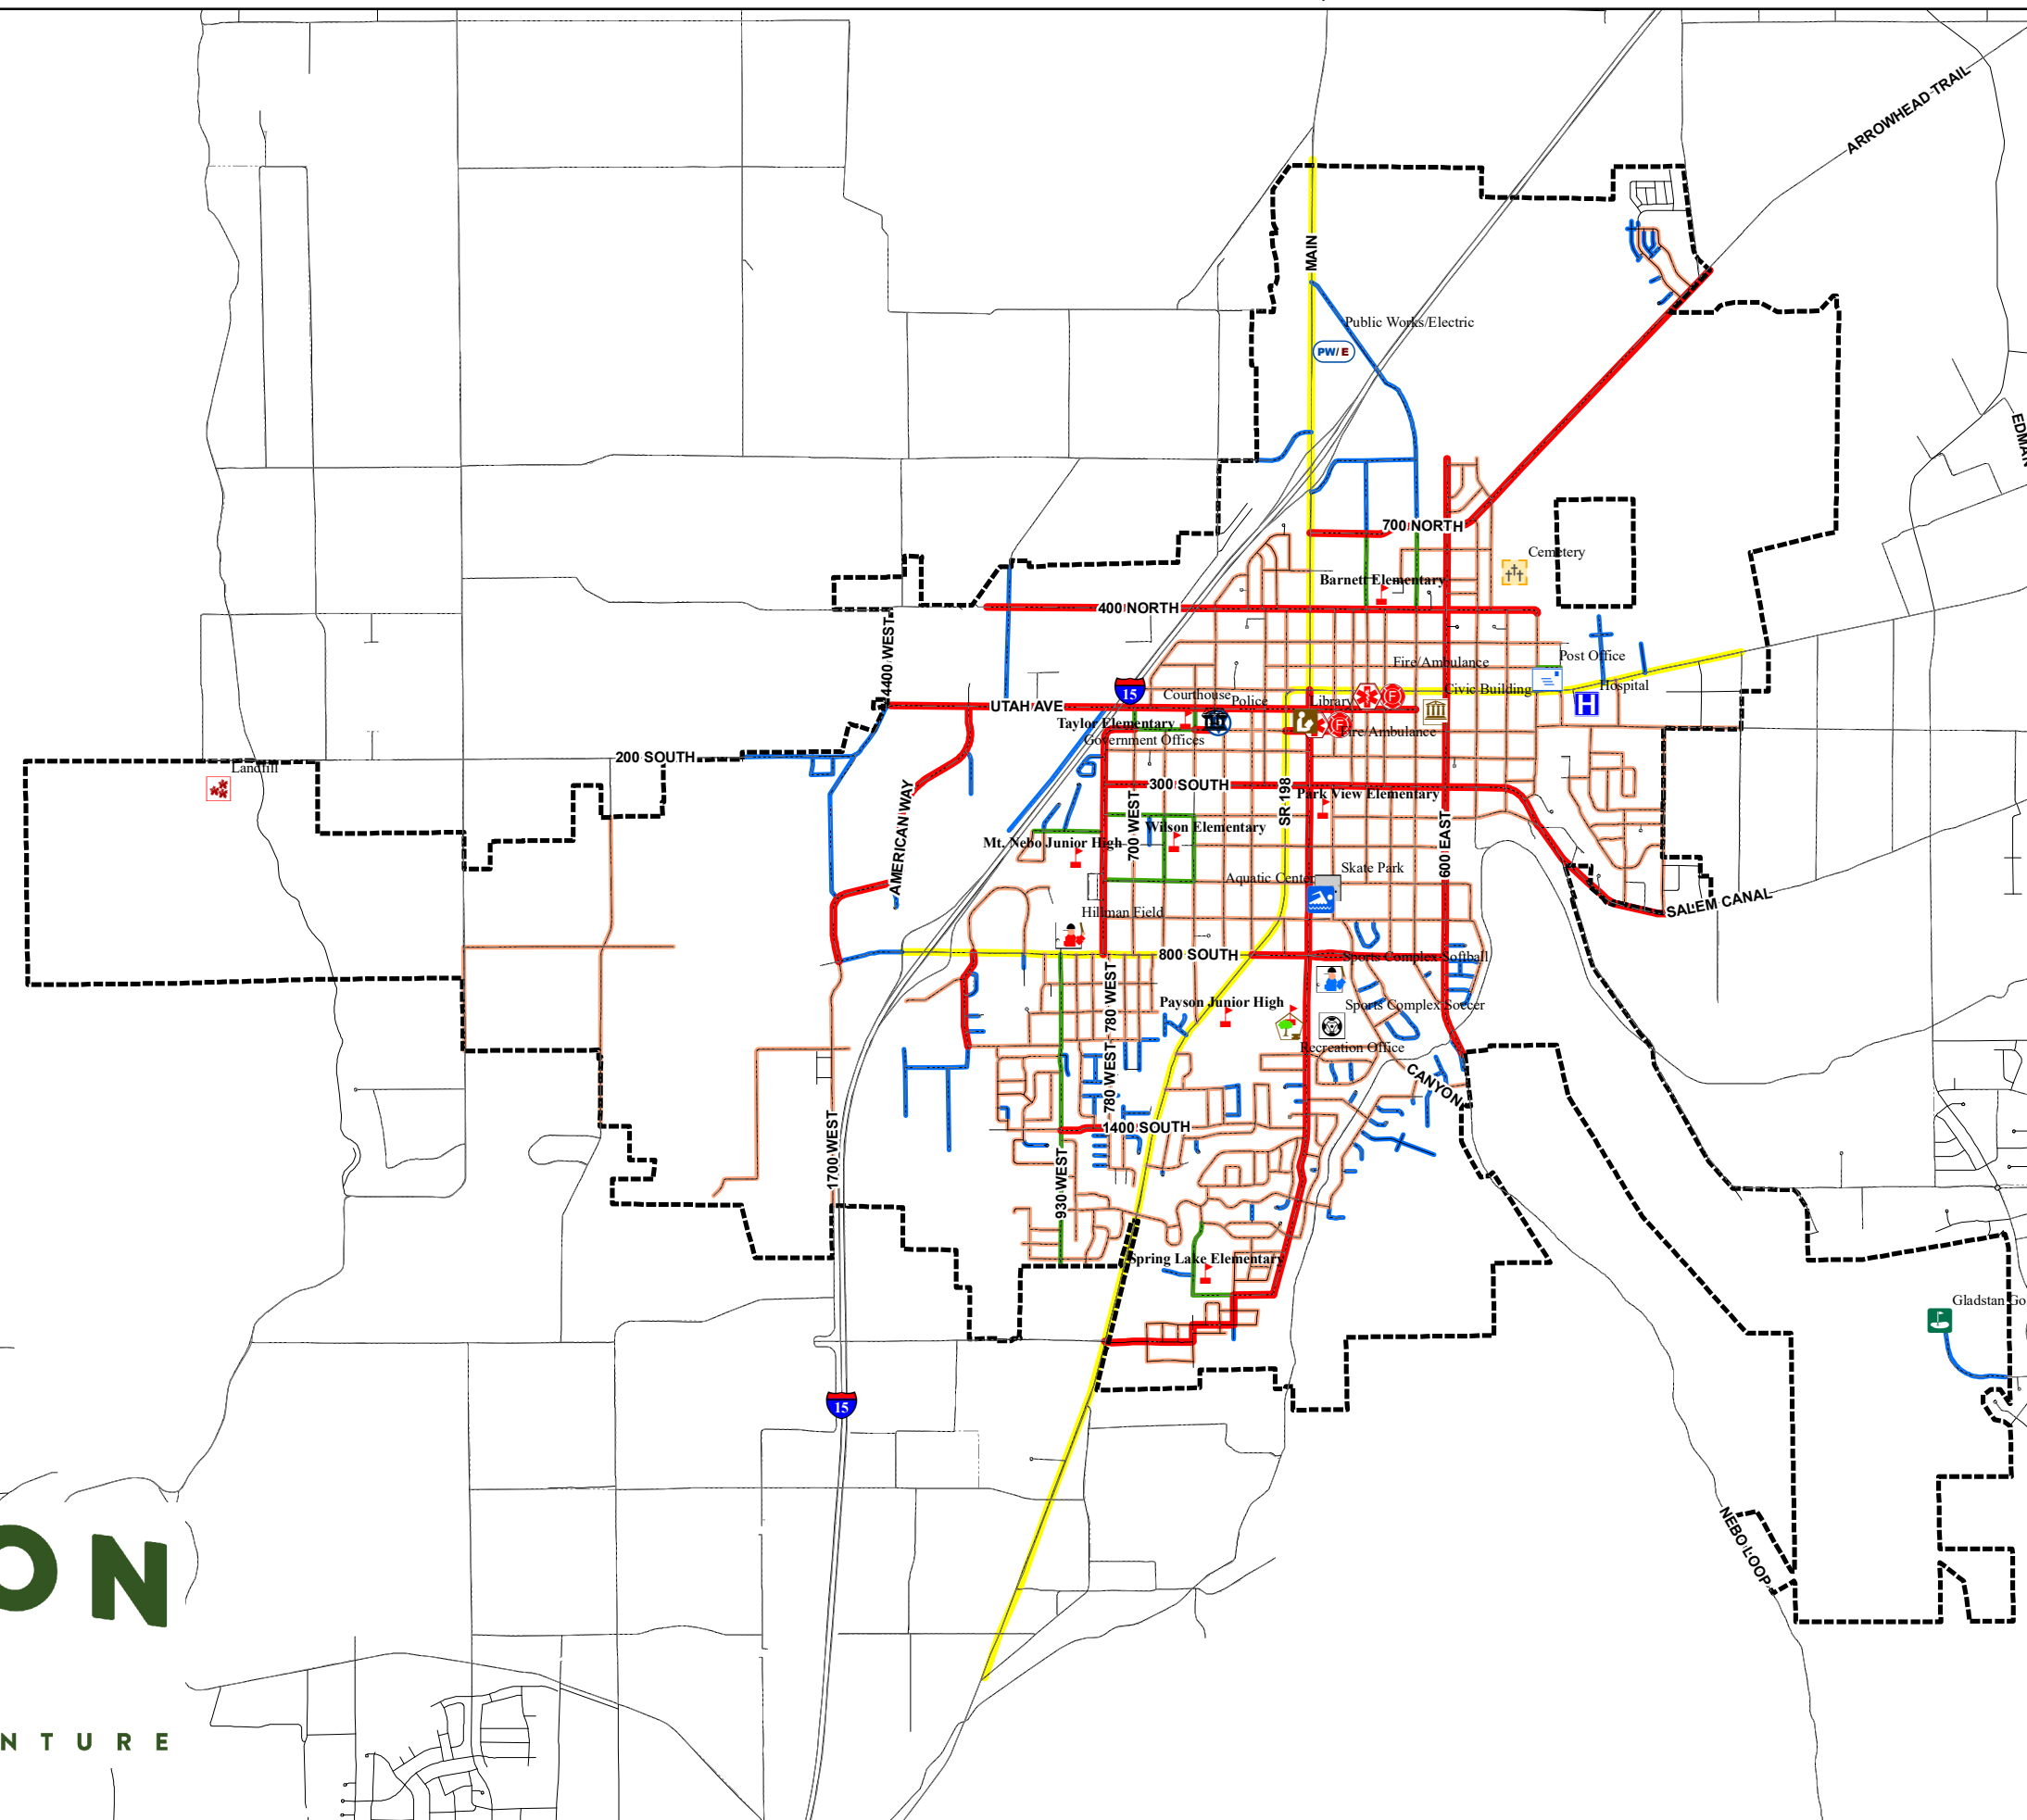 ARROWHEAD TRAIL
MAIN
Public Works/Electric
PW/E
700 NORTH
Cemetery
Barnett Elementary
400 NORTH
4400 WEST
Fire/Ambulance
Post Office
15
Courthouse
Police
Library
Civic Building
Hospital
H
UTAH AVE
Taylor Elementary
Government Offices
Fire/Ambulance
200 SOUTH
Landfill
300 SOUTH
Park View Elementary
SR 198
AMERICAN WAY
700 WEST
Wilson Elementary
Mt. Nebo Junior High
600 EAST
Skate Park
Aquatic Center
SALEM CANAL
Hillman Field
800 SOUTH
Sports Complex Softball
780 WEST
Payson Junior High
Sports Complex Soccer
Recreation Office
CANYON
780 WEST
1400 SOUTH
1700 WEST
930 WEST
Spring Lake Elementary
Gladstan Go
15
NEBO LOOP
ON
NTURE